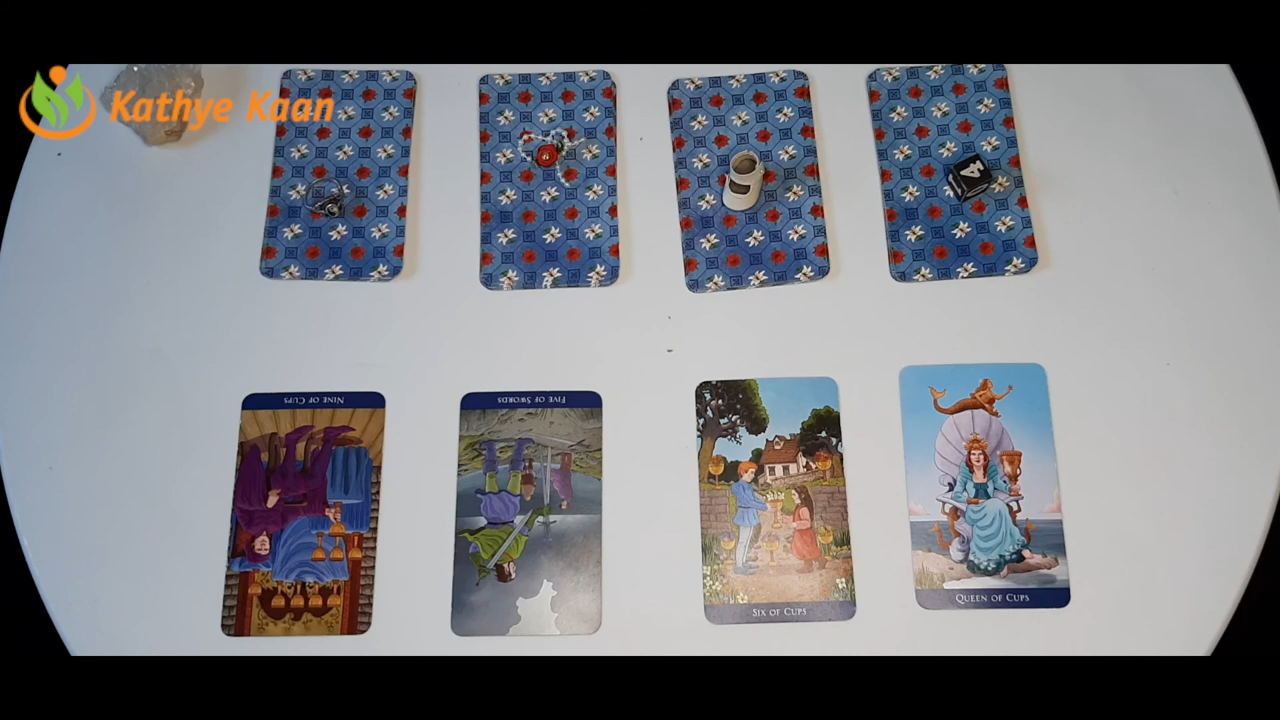 Kathye Kaan
4
NINE OF CUPS
FIVE OF SWORDS
SIX OF CUPS
QUEEN OF CUPS